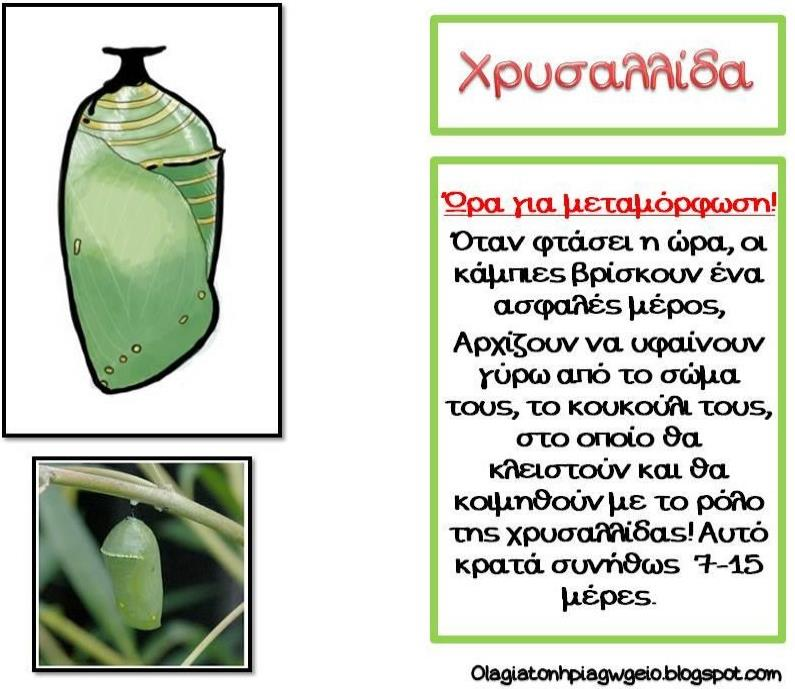 Χρυσαλλίδα
Ώρα για μεταμόρφωση!
Όταν φτάσει η ώρα, οι
κάμπιες βρίσκουν ένα
ασφαλές μέρος,
Αρχίζουν να υφαίνουν
γύρω από το σώμα
τους, το κουκούλι τους,
στο οποίο θα
κλειστούν και θα
κοιμηθούν με το ρόλο
της χρυσαλλίδας! Αυτό
κρατά συνήθως 7-15
μέρες.
Olagiatonhpiagwgeio.blogspot.com